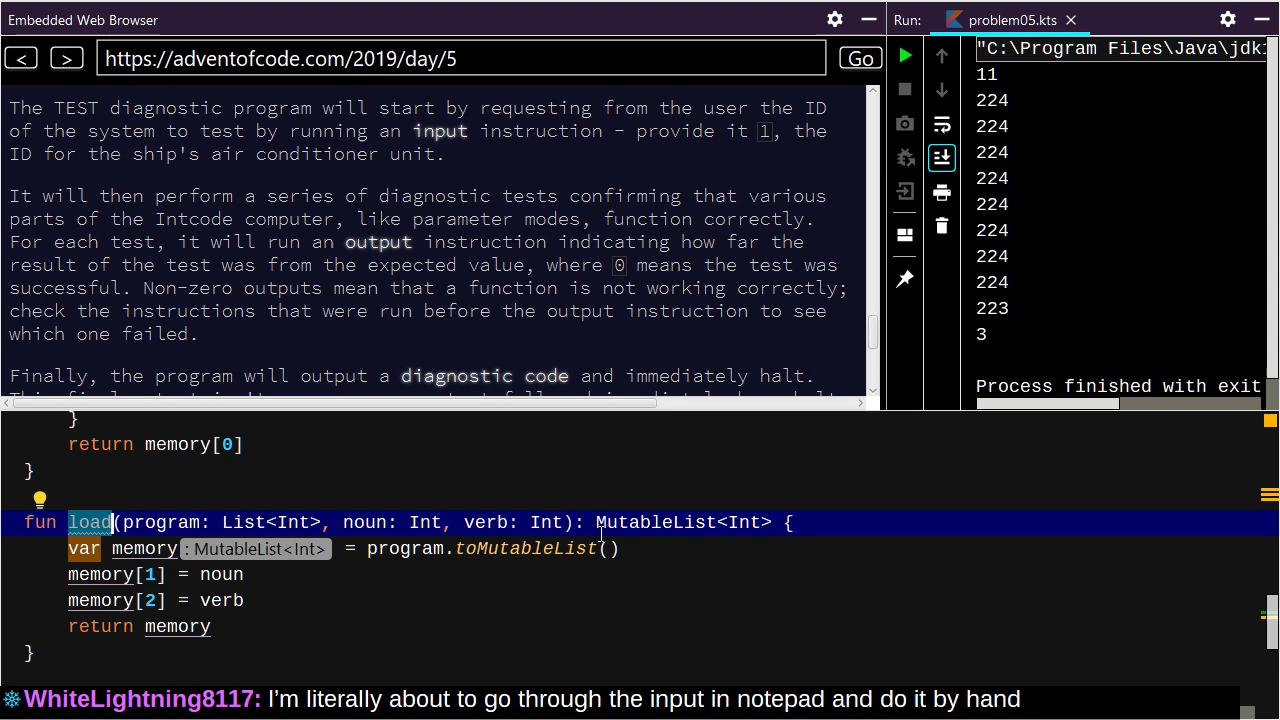 Embedded Web Browser
< > https://adventofcode.com/2019/day/5 Go
The TEST diagnostic program will start by requesting from the user the ID
of the system to test by running an input instruction - provide it 1, the
ID for the ship's air conditioner unit.
It will then perform a series of diagnostic tests confirming that various
parts of the Intcode computer, like parameter modes, function correctly.
For each test, it will run an output instruction indicating how far the
result of the test was from the expected value, where 0 means the test was
successful. Non-zero outputs mean that a function is not working correctly;
check the instructions that were run before the output instruction to see
which one failed.
Finally, the program will output a diagnostic code and immediately halt.
Run: problem05.kts
"C:\Program Files\Java\jdk
11
224
224
224
224
224
224
224
224
223
3
Process finished with exit
}
return memory[0]
}
fun load(program: List<Int>, noun: Int, verb: Int): MutableList<Int> {
var memory : MutableList<Int> = program.toMutableList()
memory[1] = noun
memory[2] = verb
return memory
}
WhiteLightning8117: I'm literally about to go through the input in notepad and do it by hand